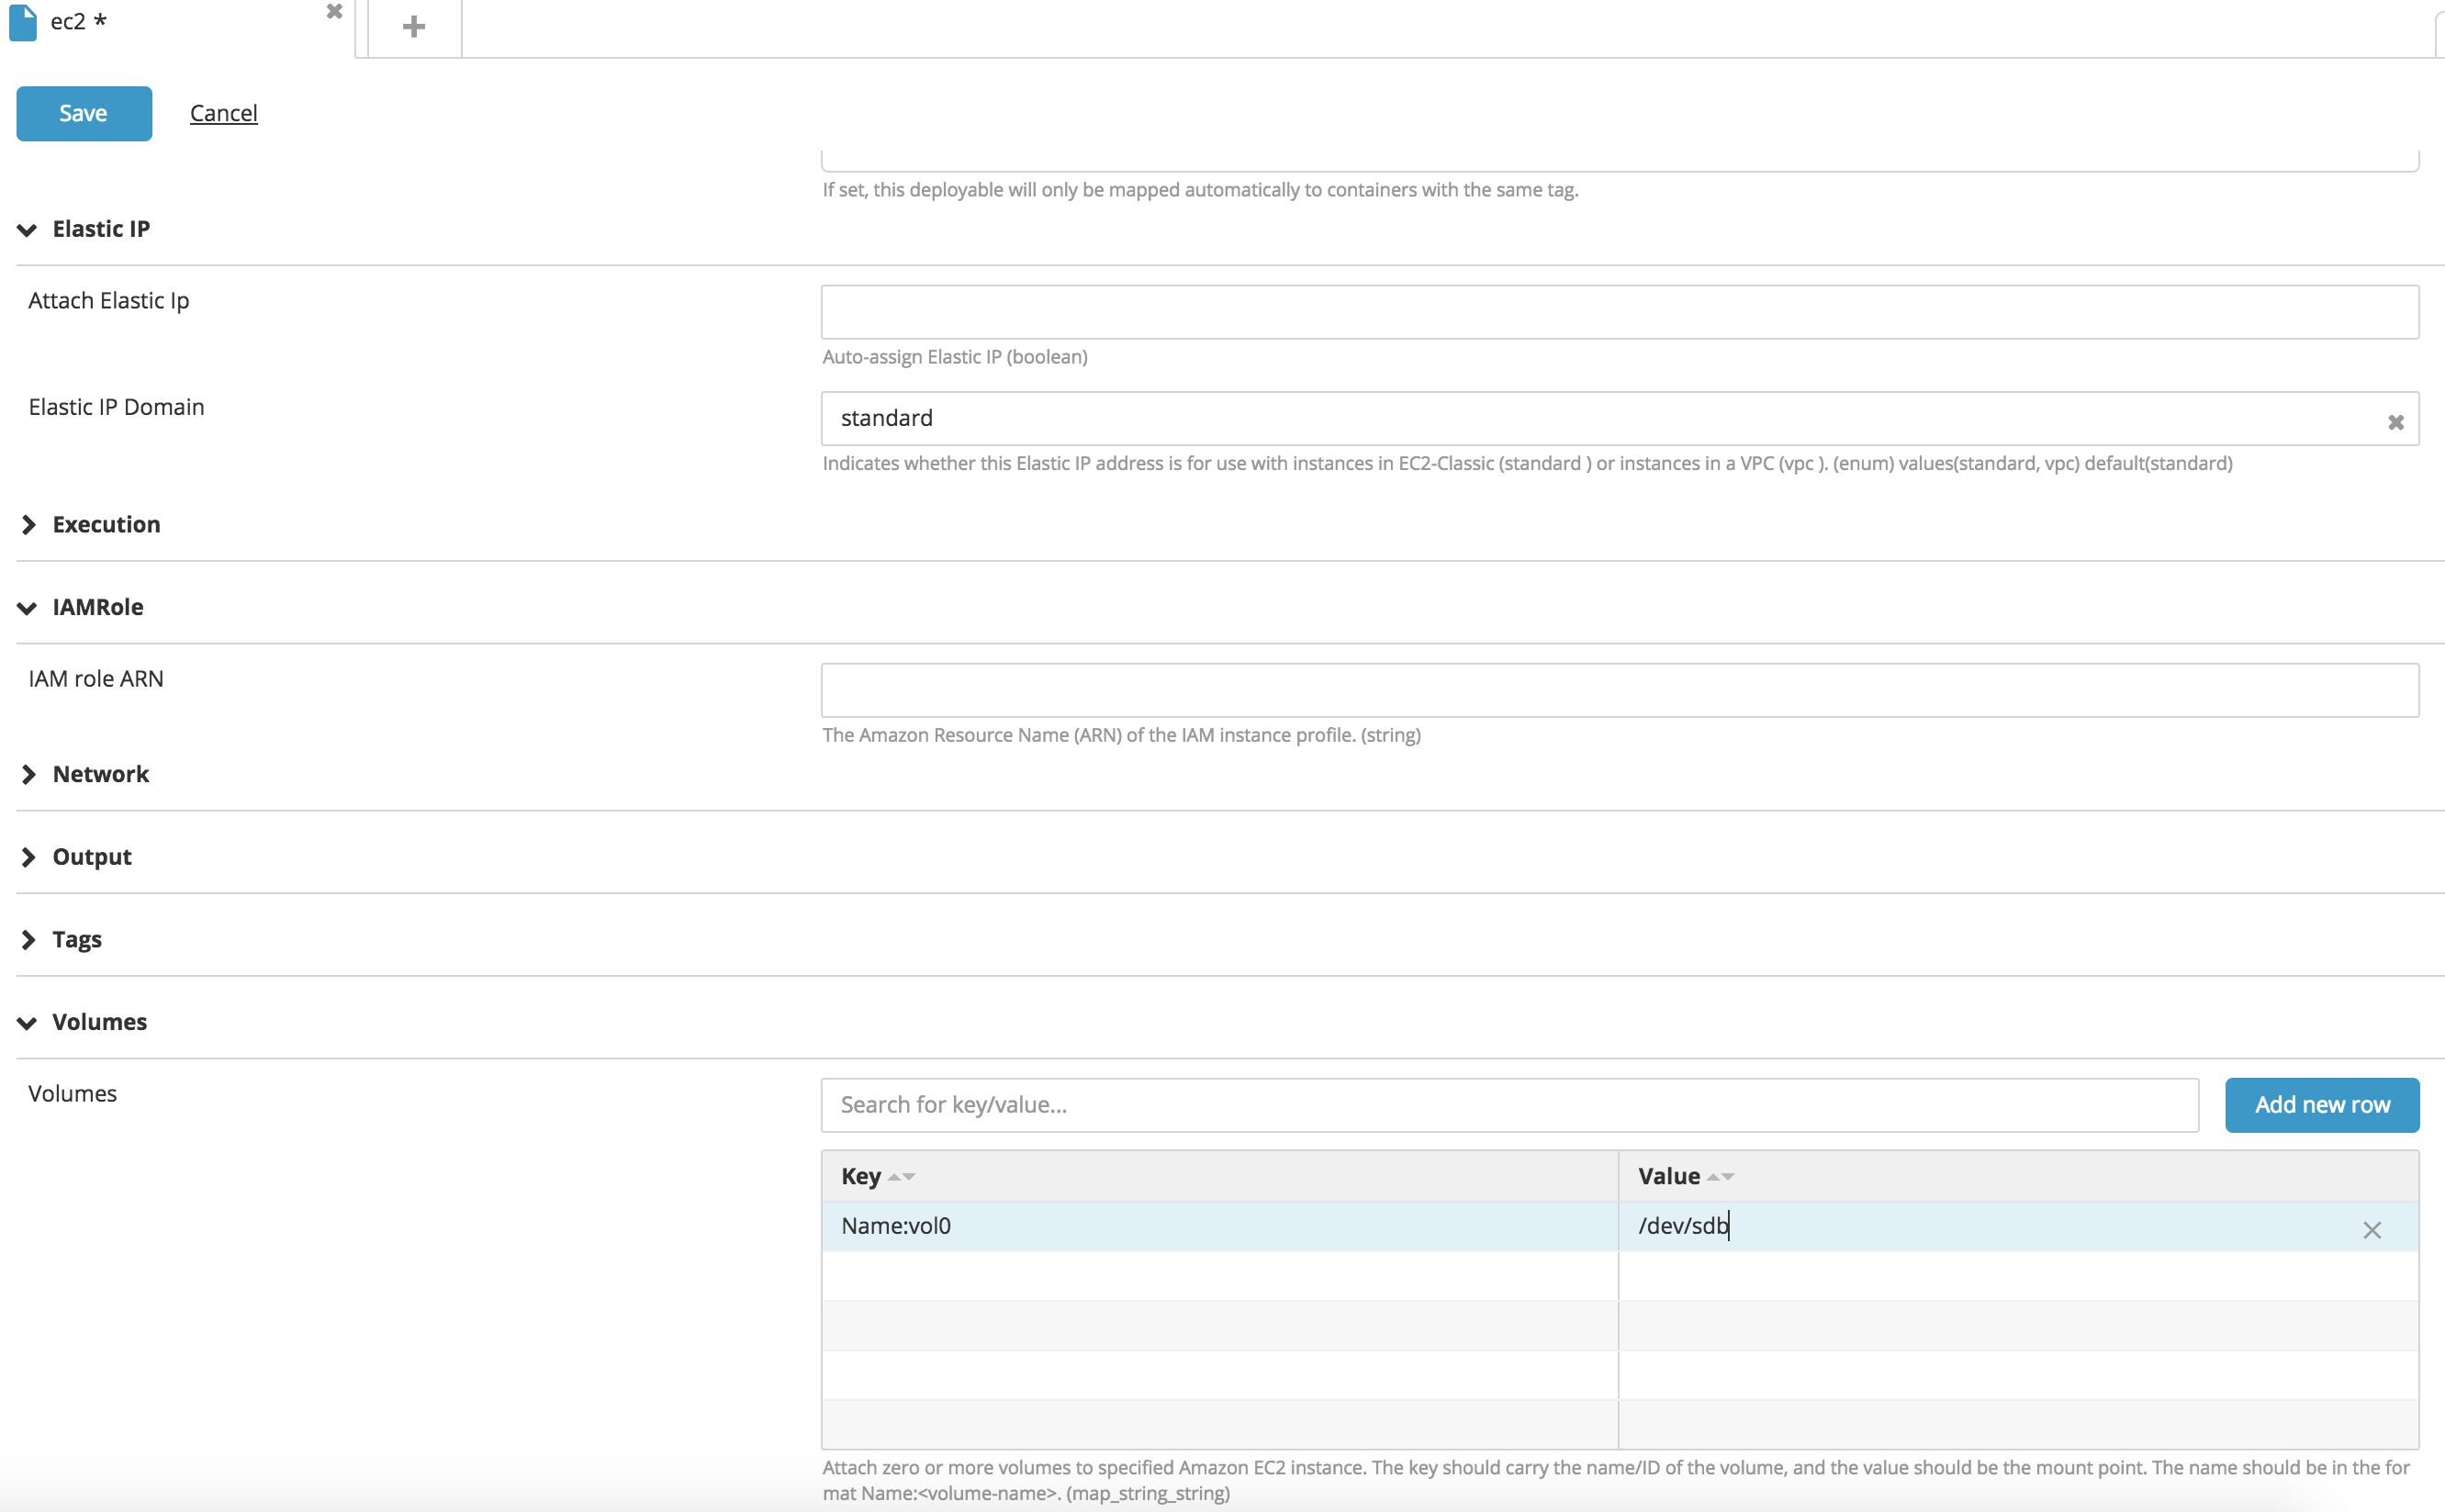 ec2 *
Save
Cancel
If set, this deployable will only be mapped automatically to containers with the same tag.
Elastic IP
Attach Elastic Ip
Auto-assign Elastic IP (boolean)
Elastic IP Domain
standard
Indicates whether this Elastic IP address is for use with instances in EC2-Classic (standard ) or instances in a VPC (vpc ). (enum) values(standard, vpc) default(standard)
Execution
IAMRole
IAM role ARN
The Amazon Resource Name (ARN) of the IAM instance profile. (string)
Network
Output
Tags
Volumes
Volumes
Search for key/value...
Add new row
Key
Value
Name:vol0
/dev/sdb
Attach zero or more volumes to specified Amazon EC2 instance. The key should carry the name/ID of the volume, and the value should be the mount point. The name should be in the for
mat Name:<volume-name>. (map_string_string)